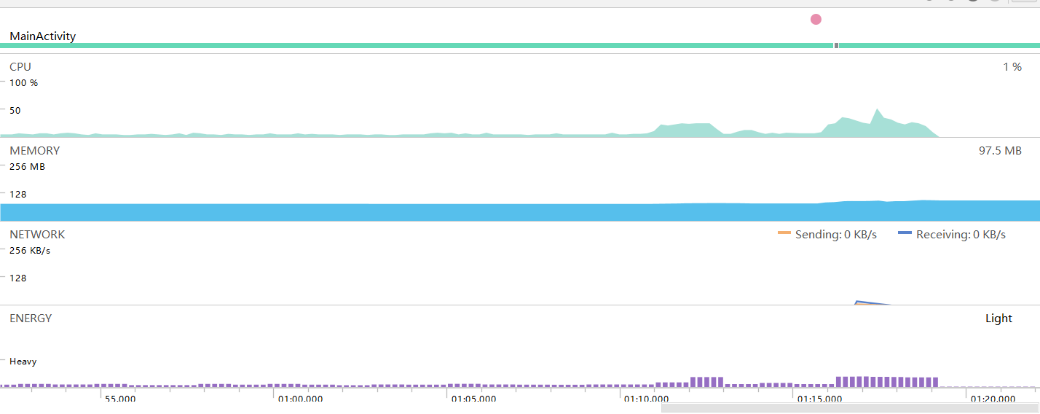 MainActivity
CPU 1 %
100 %
50
MEMORY 97.5 MB
256 MB
128
NETWORK Sending: 0 KB/s Receiving: 0 KB/s
256 KB/s
128
ENERGY Light
Heavy
55.000 01:00.000 01:05.000 01:10.000 01:15.000 01:20.000